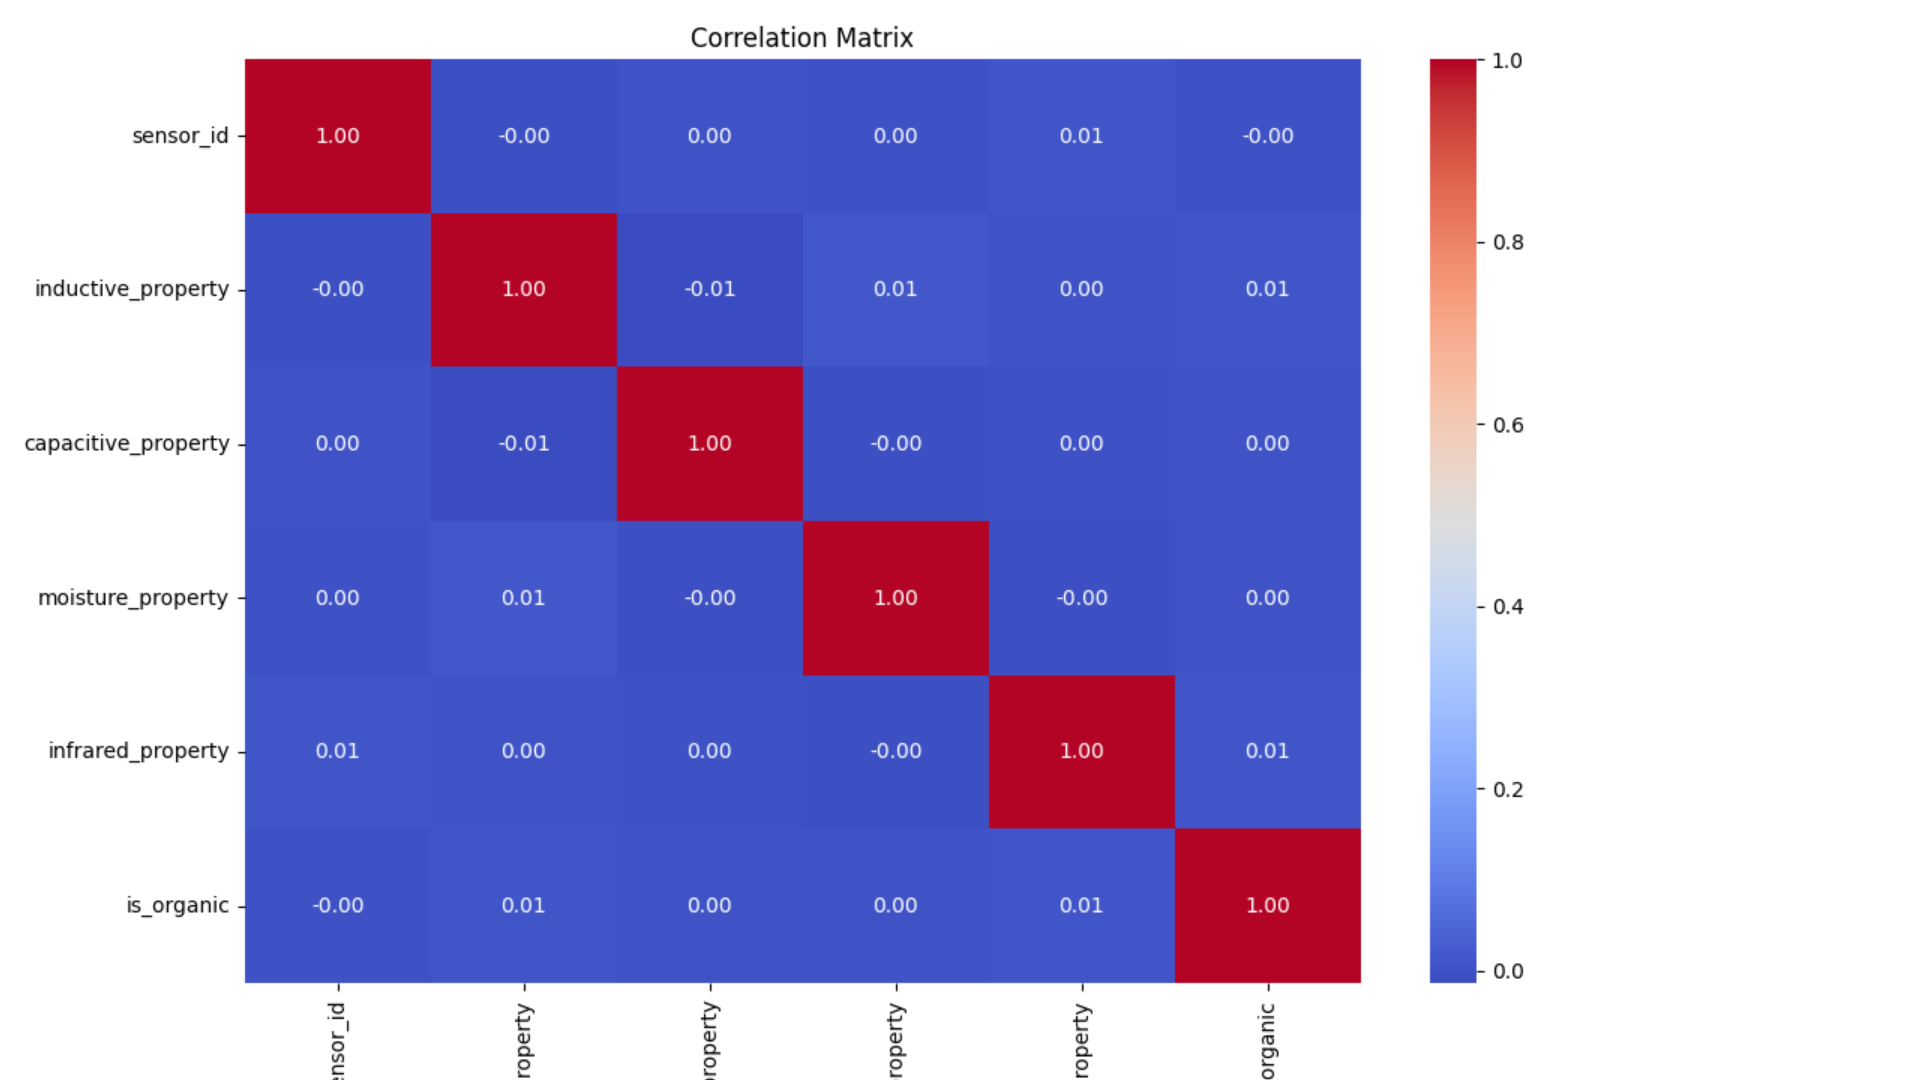 Correlation Matrix
sensor_id 1.00 -0.00 0.00 0.00 0.01 -0.00
inductive_property -0.00 1.00 -0.01 0.01 0.00 0.01
capacitive_property 0.00 -0.01 1.00 -0.00 0.00 0.00
moisture_property 0.00 0.01 -0.00 1.00 -0.00 0.00
infrared_property 0.01 0.00 0.00 -0.00 1.00 0.01
is_organic -0.00 0.01 0.00 0.00 0.01 1.00
ensor_id
roperty
property
roperty
roperty
organic
1.0
0.8
0.6
0.4
0.2
0.0